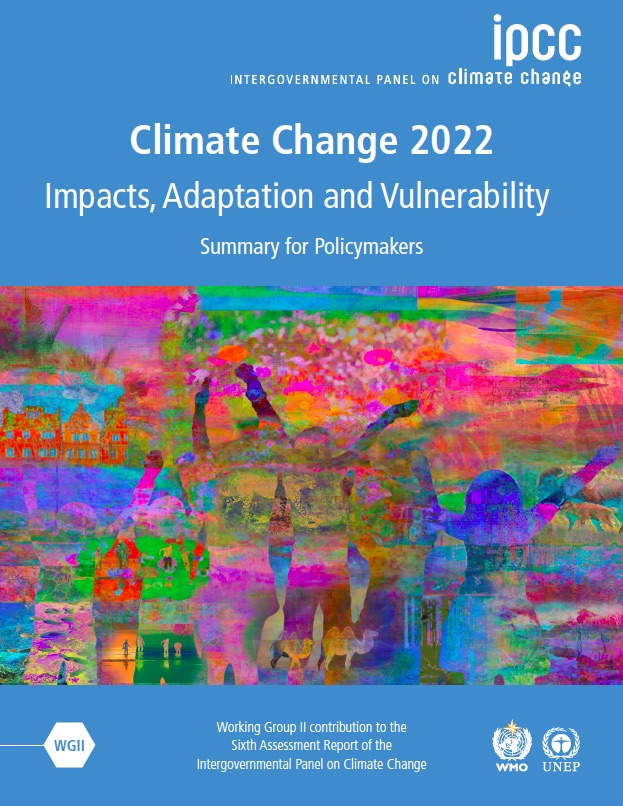 ipcc
INTERGOVERNMENTAL PANEL ON climate change
Climate Change 2022
Impacts, Adaptation and Vulnerability
Summary for Policymakers
WGII
Working Group II contribution to the
Sixth Assessment Report of the
Intergovernmental Panel on Climate Change
WMO
UNEP